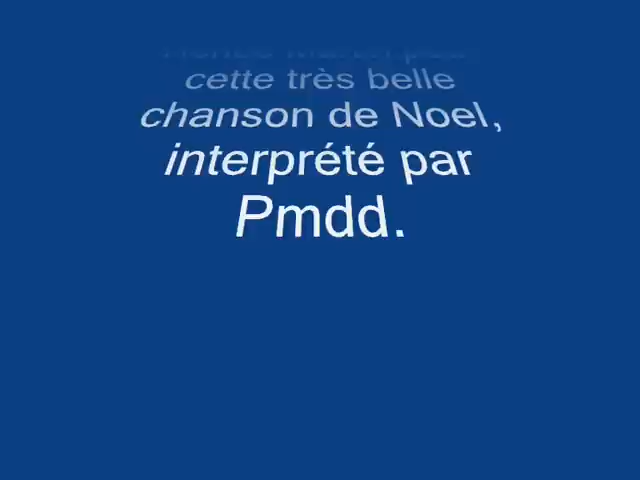 cette très belle
chanson de Noel,
interprété par
Pmdd.